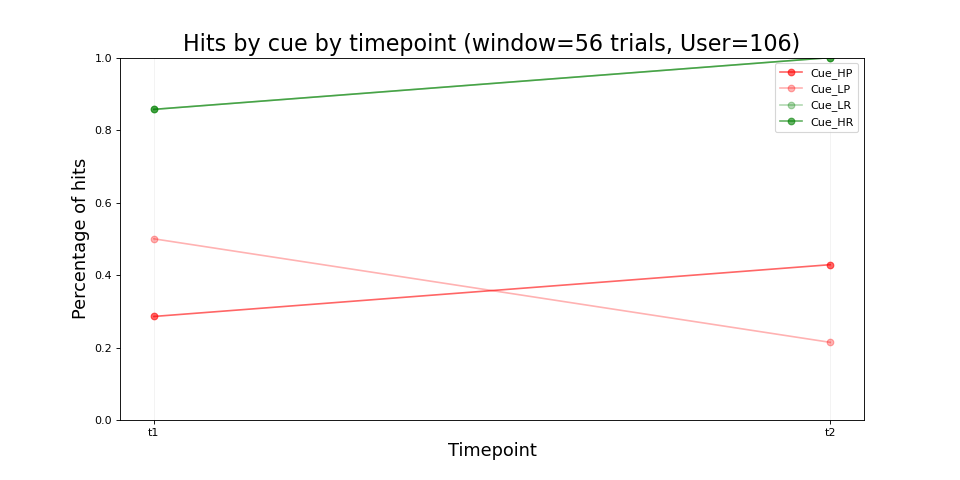 Hits by cue by timepoint (window=56 trials, User=106)
1.0
0.8
0.6
0.4
0.2
0.0
Percentage of hits
Cue_HP
Cue_LP
Cue_LR
Cue_HR
t1
t2
Timepoint